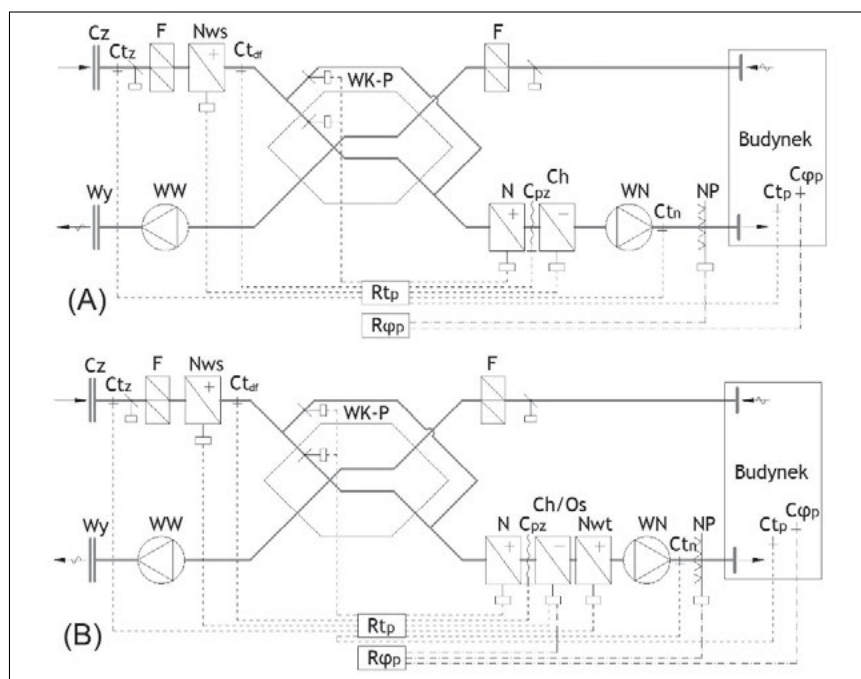 Cz Ctz F Nws Ctdf F
WK-P
Budynek
Wy WW N Cpz Ch WN Ctn NP Ctp Cφp
(A) Rtp
Rφp
Cz Ctz F Nws Ctdf F
WK-P
Budynek
Wy WW N Cpz Ch/Os Nwt WN Ctn NP Ctp Cφp
Rtp
(B) Rφp